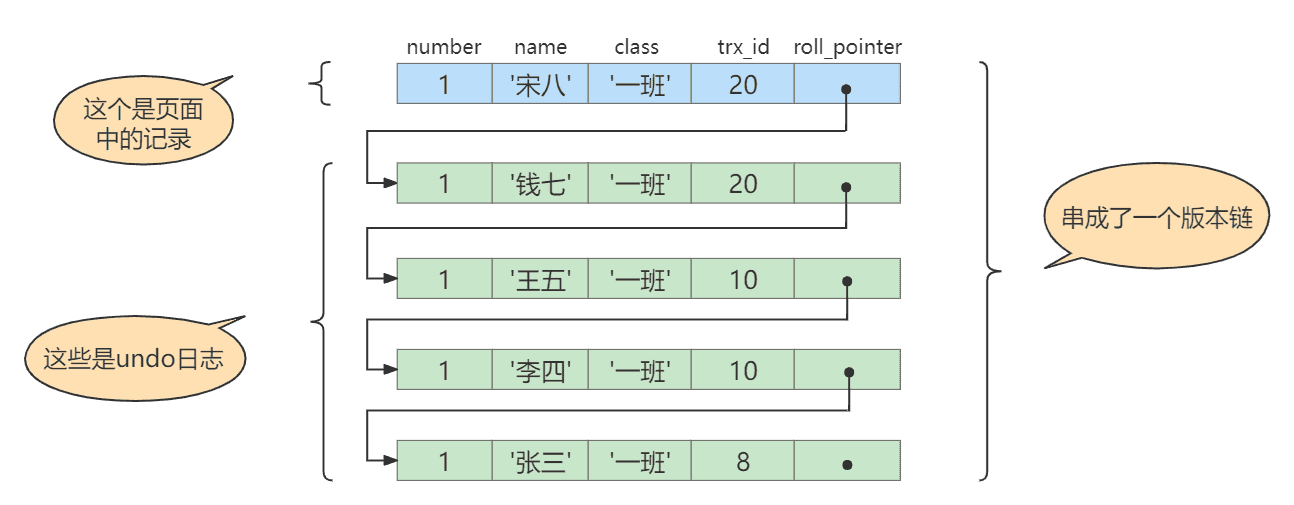 number name class trx_id roll_pointer
1 '宋八' '一班' 20
这个是页面
中的记录
1 '钱七' '一班' 20
串成了一个版本链
1 '王五' '一班' 10
这些是undo日志
1 '李四' '一班' 10
1 '张三' '一班' 8